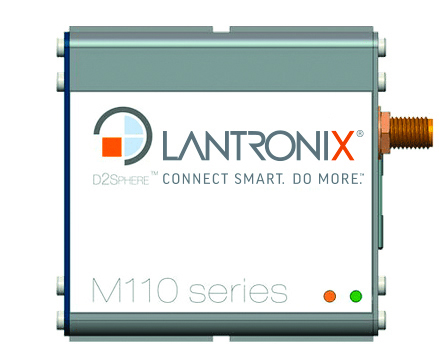 LANTRONIX®
D2SPHERE™ CONNECT SMART. DO MORE.™
M110 series